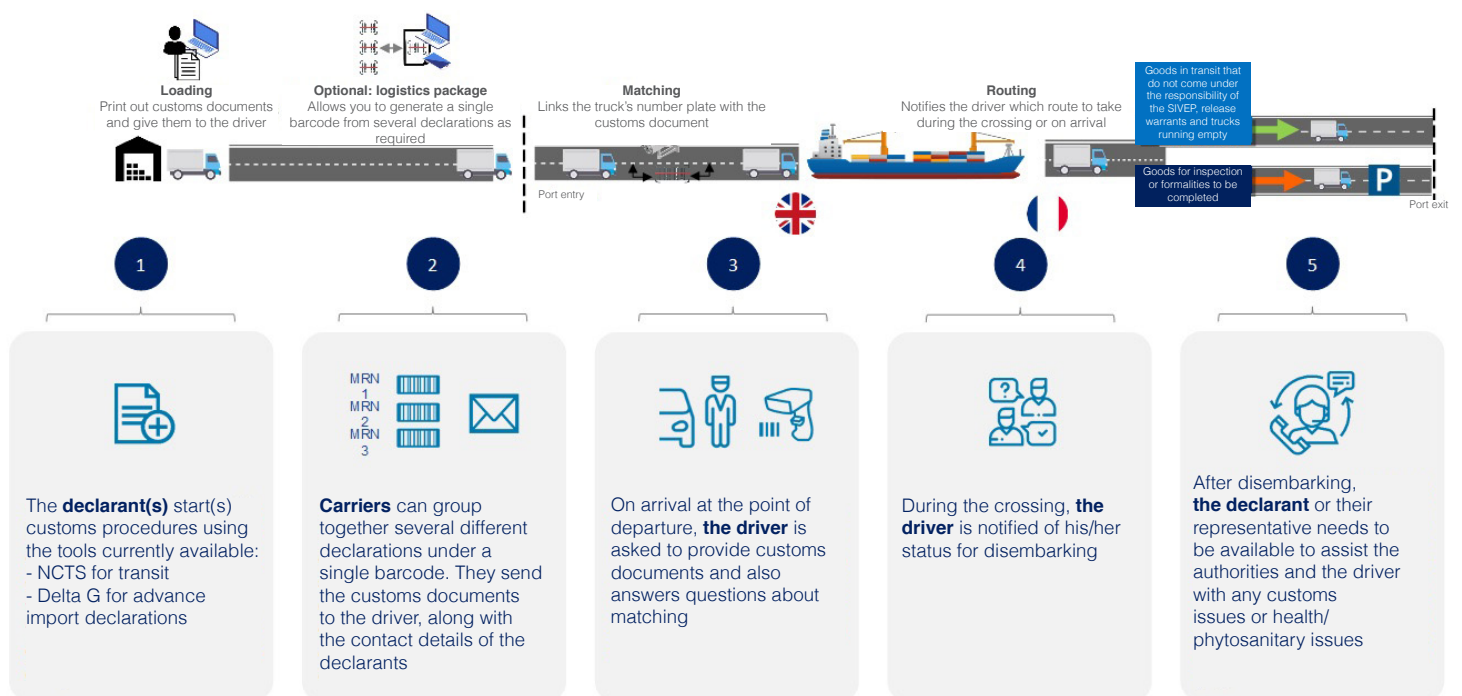 Loading
Print out customs documents
and give them to the driver
Optional: logistics package
Allows you to generate a single
barcode from several declarations as
required
Matching
Links the truck's number plate with the
customs document
Routing
Notifies the driver which route to take
during the crossing or on arrival
Goods in transit that
do not come under
the responsibility of
the SIVEP, release
warrants and trucks
running empty
Goods for inspection
or formalities to be
completed
P
Port entry
Port exit
1
2
3
4
5
The declarant(s) start(s)
customs procedures using
the tools currently available:
- NCTS for transit
- Delta G for advance
import declarations
MRN
1
MRN
2
MRN
3
Carriers can group
together several different
declarations under a
single barcode. They send
the customs documents
to the driver, along with
the contact details of the
declarants
On arrival at the point of
departure, the driver is
asked to provide customs
documents and also
answers questions about
matching
?
During the crossing, the
driver is notified of his/her
status for disembarking
After disembarking,
the declarant or their
representative needs to
be available to assist the
authorities and the driver
with any customs
issues or health/
phytosanitary issues